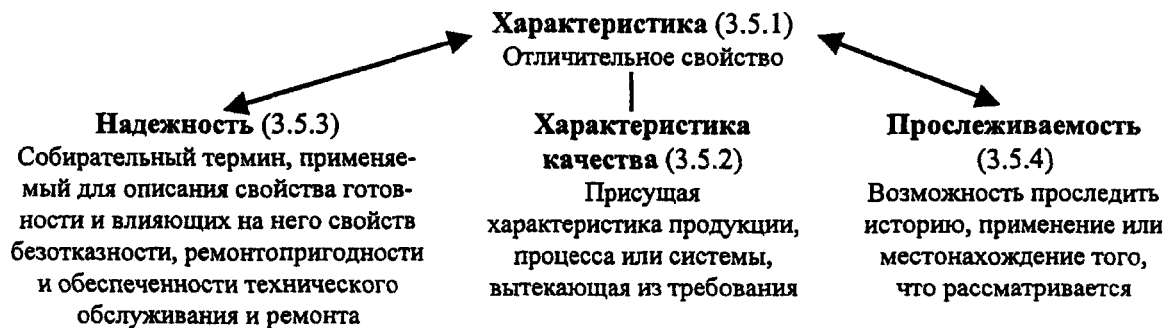 Характеристика (3.5.1)
Отличительное свойство
Надежность (3.5.3)
Собирательный термин, применяе-
мый для описания свойства готов-
ности и влияющих на него свойств
безотказности, ремонтопригодности
и обеспеченности технического
обслуживания и ремонта
Характеристика
качества (3.5.2)
Присущая
характеристика продукции,
процесса или системы,
вытекающая из требования
Прослеживаемость
(3.5.4)
Возможность проследить
историю, применение или
местонахождение того,
что рассматривается